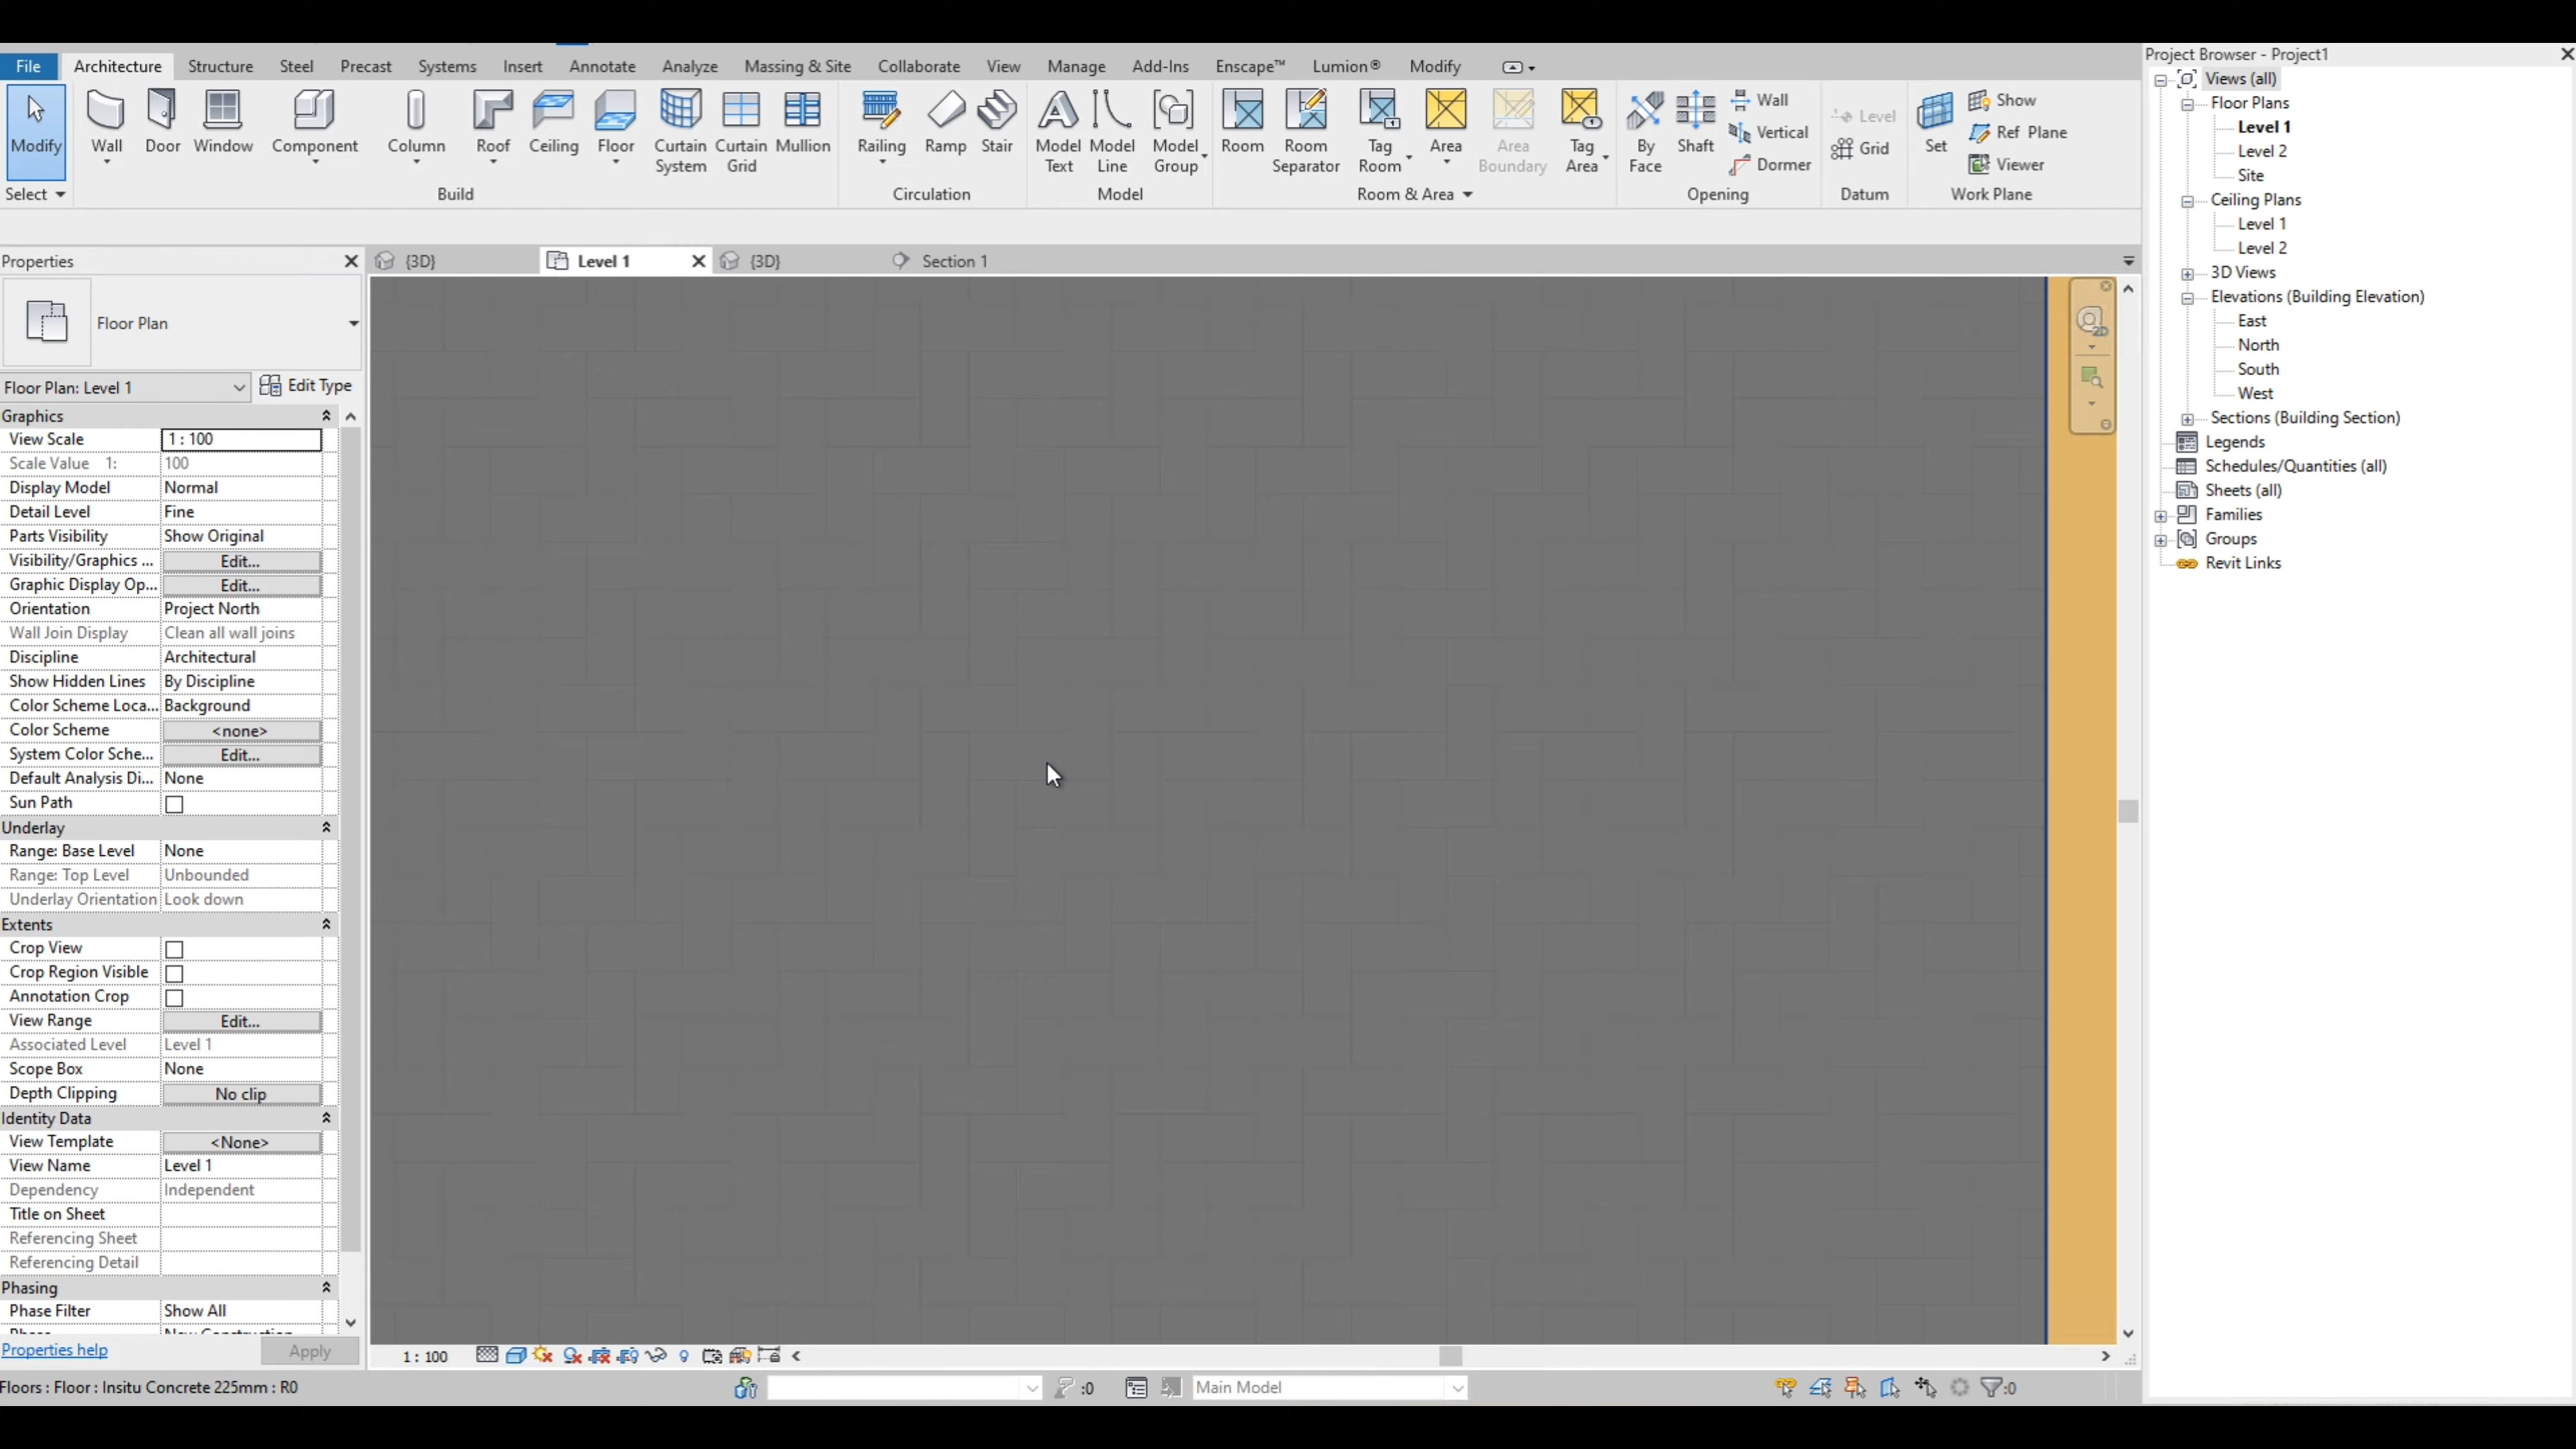 File Architecture Structure Steel Precast Systems Insert Annotate Analyze Massing & Site Collaborate View Manage Add-Ins Enscape™ Lumion® Modify
Modify Wall Door Window Component Column Roof Ceiling Floor Curtain System Curtain Grid Mullion Railing Ramp Stair Model Text Model Line Model Group Room Room Separator Tag Room Area Area Boundary Tag Area By Face Shaft Wall Vertical Dormer Level Grid Set Show Ref Plane Viewer
Select Build Circulation Model Room & Area Opening Datum Work Plane
Properties
{3D} Level 1 {3D} Section 1
Floor Plan
Floor Plan: Level 1 Edit Type
Graphics
View Scale 1 : 100
Scale Value 1: 100
Display Model Normal
Detail Level Fine
Parts Visibility Show Original
Visibility/Graphics ... Edit...
Graphic Display Op... Edit...
Orientation Project North
Wall Join Display Clean all wall joins
Discipline Architectural
Show Hidden Lines By Discipline
Color Scheme Loca... Background
Color Scheme <none>
System Color Sche... Edit...
Default Analysis Di... None
Sun Path
Underlay
Range: Base Level None
Range: Top Level Unbounded
Underlay Orientation Look down
Extents
Crop View
Crop Region Visible
Annotation Crop
View Range Edit...
Associated Level Level 1
Scope Box None
Depth Clipping No clip
Identity Data
View Template <None>
View Name Level 1
Dependency Independent
Title on Sheet
Referencing Sheet
Referencing Detail
Phasing
Phase Filter Show All
Properties help Apply
1 : 100
Floors : Floor : Insitu Concrete 225mm : R0
:0 Main Model :0
Project Browser - Project1
Views (all)
Floor Plans
Level 1
Level 2
Site
Ceiling Plans
Level 1
Level 2
3D Views
Elevations (Building Elevation)
East
North
South
West
Sections (Building Section)
Legends
Schedules/Quantities (all)
Sheets (all)
Families
Groups
Revit Links